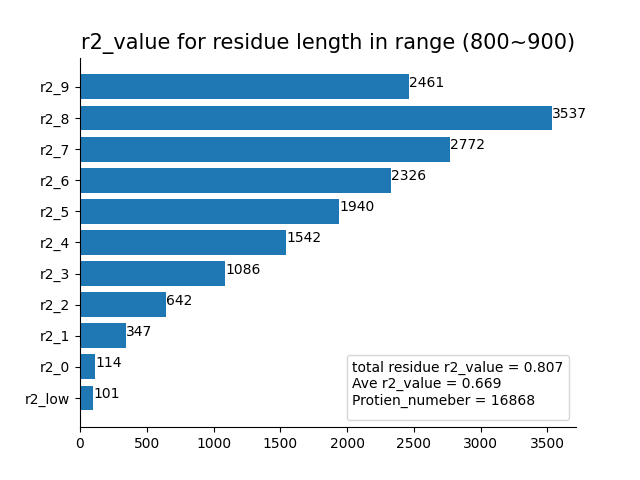 r2_value for residue length in range (800~900)
r2_9 2461
r2_8 3537
r2_7 2772
r2_6 2326
r2_5 1940
r2_4 1542
r2_3 1086
r2_2 642
r2_1 347
r2_0 114
r2_low 101
total residue r2_value = 0.807
Ave r2_value = 0.669
Protien_numeber = 16868
0 500 1000 1500 2000 2500 3000 3500